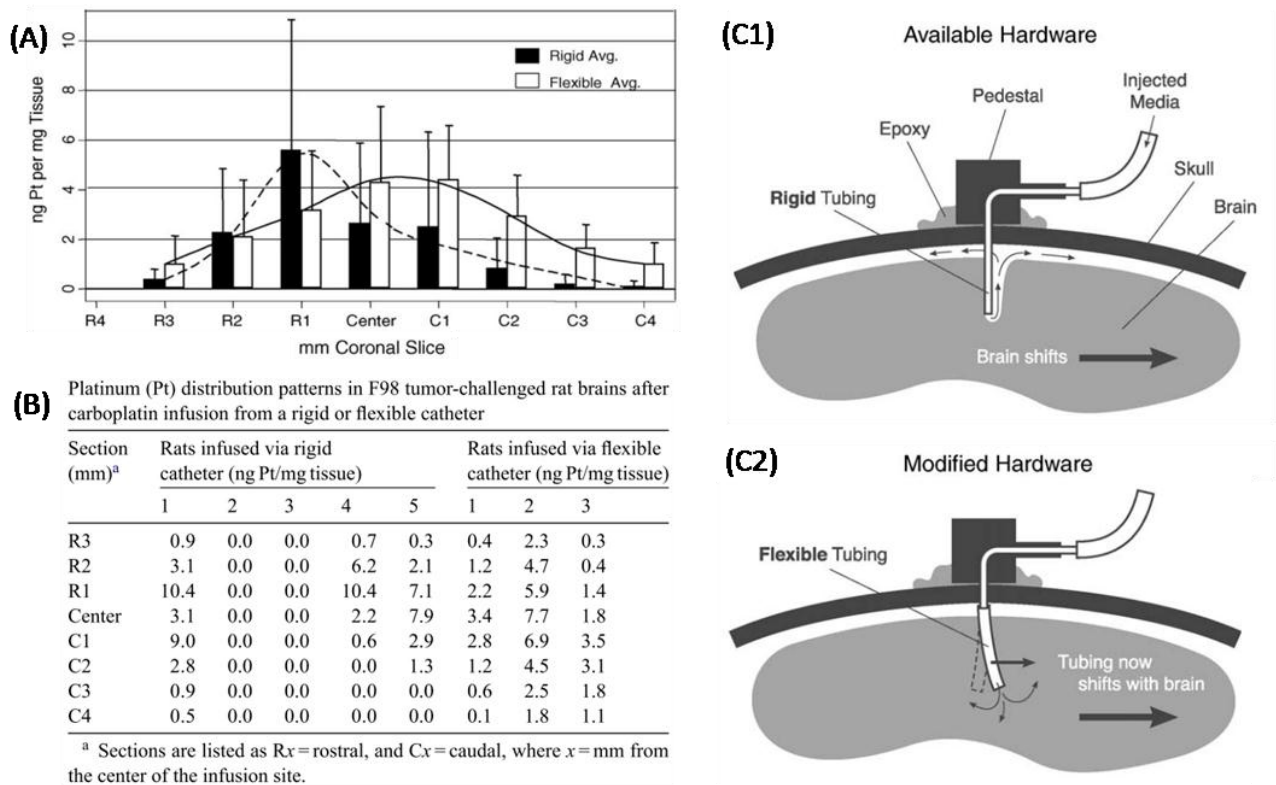 (A)
ng Pt per mg Tissue
10
8
6
4
2
0
Rigid Avg.
Flexible Avg.
R4 R3 R2 R1 Center C1 C2 C3 C4
mm Coronal Slice
(B)
Platinum (Pt) distribution patterns in F98 tumor-challenged rat brains after
carboplatin infusion from a rigid or flexible catheter
Section Rats infused via rigid Rats infused via flexible
(mm)ᵃ catheter (ng Pt/mg tissue) catheter (ng Pt/mg tissue)
1 2 3 4 5 1 2 3
R3 0.9 0.0 0.0 0.7 0.3 0.4 2.3 0.3
R2 3.1 0.0 0.0 6.2 2.1 1.2 4.7 0.4
R1 10.4 0.0 0.0 10.4 7.1 2.2 5.9 1.4
Center 3.1 0.0 0.0 2.2 7.9 3.4 7.7 1.8
C1 9.0 0.0 0.0 0.6 2.9 2.8 6.9 3.5
C2 2.8 0.0 0.0 0.0 1.3 1.2 4.5 3.1
C3 0.9 0.0 0.0 0.0 0.0 0.6 2.5 1.8
C4 0.5 0.0 0.0 0.0 0.0 0.1 1.8 1.1
ᵃ Sections are listed as Rx = rostral, and Cx = caudal, where x = mm from
the center of the infusion site.
(C1)
Available Hardware
Injected
Media
Pedestal
Epoxy
Skull
Rigid Tubing
Brain
Brain shifts
(C2)
Modified Hardware
Flexible Tubing
Tubing now
shifts with brain